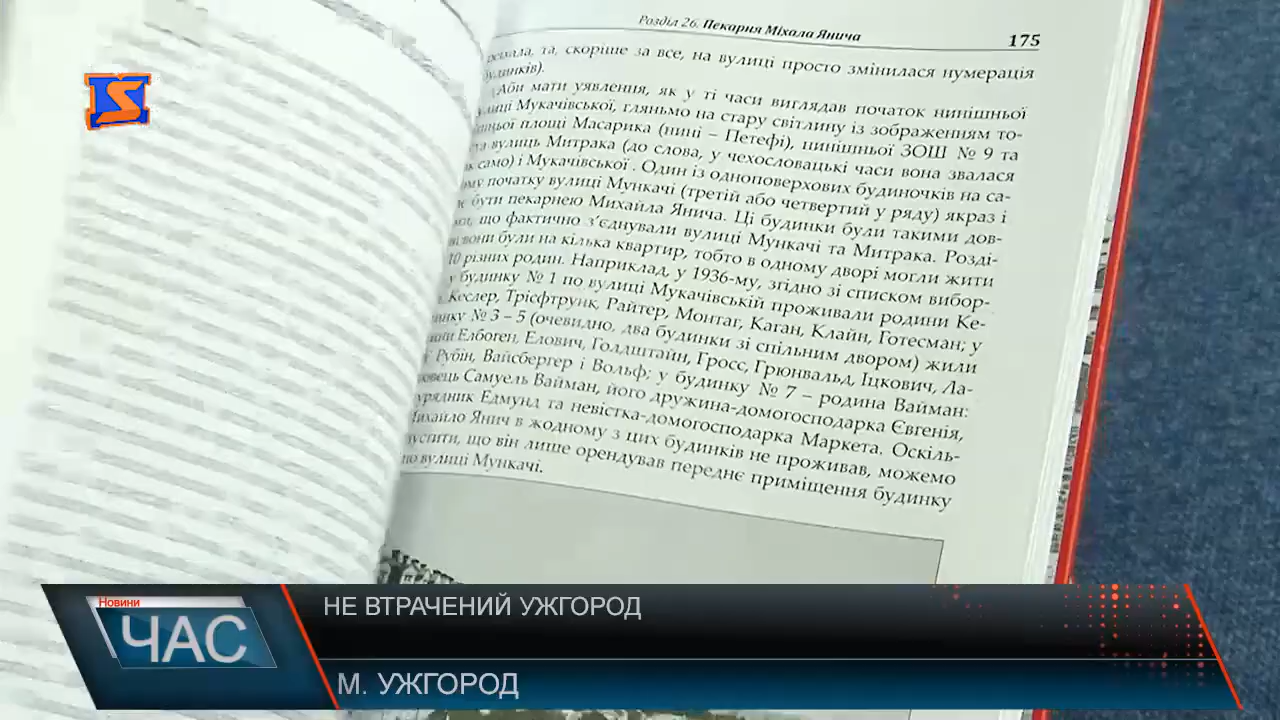 Розділ 26. Пекарня Міхала Янича
175
та, скоріше за все, на вулиці просто змінилася нумерація
будинків).
Аби мати уявлення, як у ті часи виглядав початок нинішньої
Мукачівської, гляньмо на стару світлину із зображенням то-
площі Масарика (нині – Петефі), нинішньої ЗОШ № 9 та
вулиць Митрака (до слова, у чехословацькі часи вона звалася
само) і Мукачівської . Один із одноповерхових будиночків на са-
початку вулиці Мункачі (третій або четвертий у ряду) якраз і
бути пекарнею Михайла Янича. Ці будинки були такими дов-
що фактично з’єднували вулиці Мункачі та Митрака. Розді-
вони були на кілька квартир, тобто в одному дворі могли жити
10 різних родин. Наприклад, у 1936-му, згідно зі списком вибор-
у будинку № 1 по вулиці Мукачівській проживали родини Ке-
Кеслер, Трієфтрунк, Райтер, Монтаг, Каган, Клайн, Готесман; у
№ 3 – 5 (очевидно, два будинки зі спільним двором) жили
Елбоген, Елович, Голдштайн, Гросс, Грюнвальд, Іцкович, Ла-
Рубін, Вайсбергер і Вольф; у будинку № 7 – родина Вайман:
Самуель Вайман, його дружина-домогосподарка Євгенія,
урядник Едмунд та невістка-домогосподарка Маркета. Оскіль-
Михайло Янич в жодному з цих будинків не проживав, можемо
що він лише орендував переднє приміщення будинку
по вулиці Мункачі.
Новини
ЧАС
НЕ ВТРАЧЕНИЙ УЖГОРОД
М. УЖГОРОД